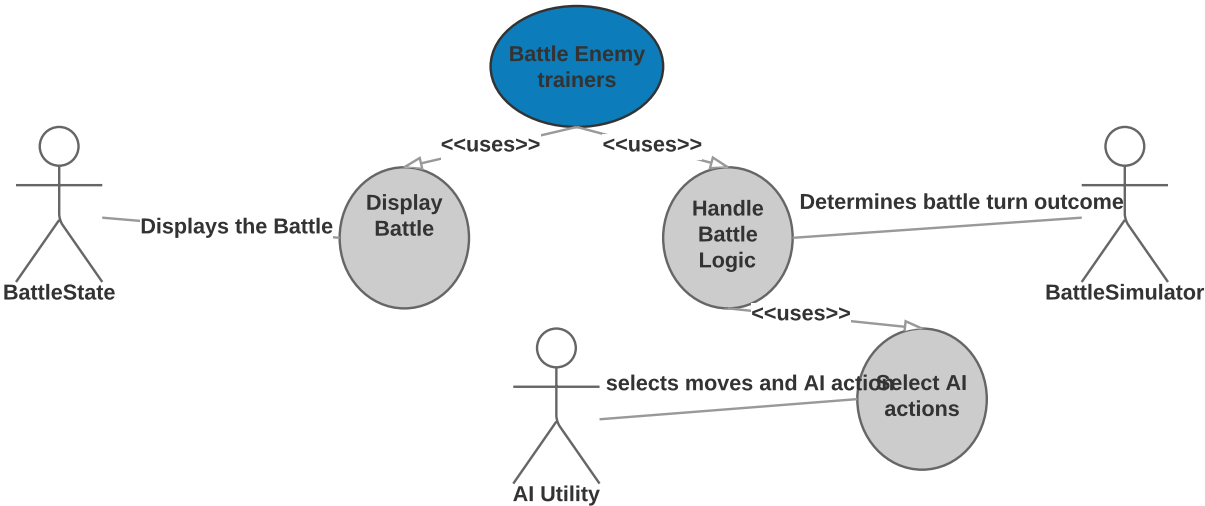 Battle Enemy
trainers
<<uses>>
<<uses>>
Display
Battle
Handle
Battle
Logic
Determines battle turn outcome
Displays the Battle
BattleState
BattleSimulator
<<uses>>
selects moves and AI action
Select AI
actions
AI Utility